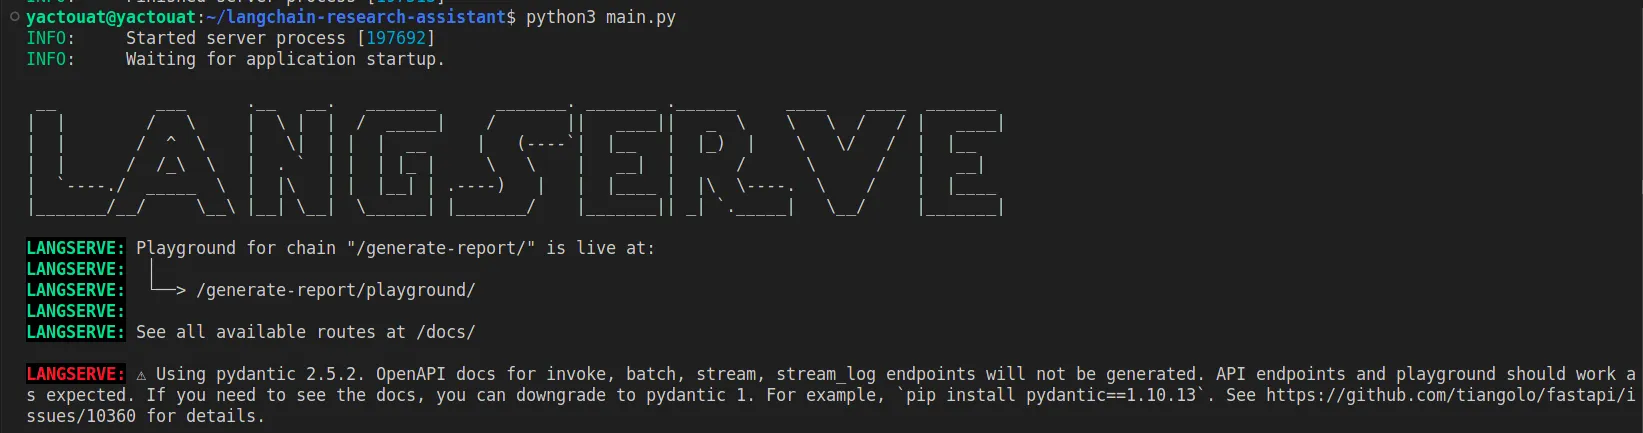 yactouat@yactouat:~/langchain-research-assistant$ python3 main.py
INFO:     Started server process [197692]
INFO:     Waiting for application startup.
LANGSERVE
LANGSERVE: Playground for chain "/generate-report/" is live at:
LANGSERVE:  │
LANGSERVE:  └──> /generate-report/playground/
LANGSERVE:
LANGSERVE: See all available routes at /docs/
LANGSERVE: ⚠ Using pydantic 2.5.2. OpenAPI docs for invoke, batch, stream, stream_log endpoints will not be generated. API endpoints and playground should work a
s expected. If you need to see the docs, you can downgrade to pydantic 1. For example, `pip install pydantic==1.10.13`. See https://github.com/tiangolo/fastapi/i
ssues/10360 for details.